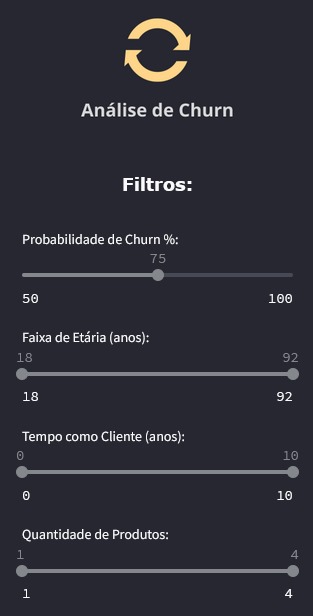 Análise de Churn
Filtros:
Probabilidade de Churn %:
75
50 100
Faixa de Etária (anos):
18 92
18 92
Tempo como Cliente (anos):
0 10
0 10
Quantidade de Produtos:
1 4
1 4